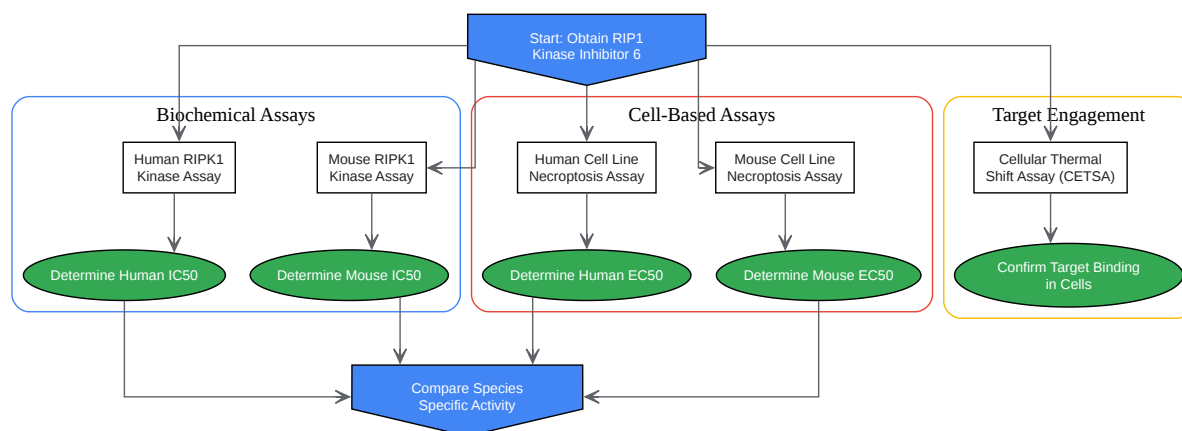 Start: Obtain RIP1
Kinase Inhibitor 6
Biochemical Assays
Cell-Based Assays
Target Engagement
Human RIPK1
Kinase Assay
Mouse RIPK1
Kinase Assay
Human Cell Line
Necroptosis Assay
Mouse Cell Line
Necroptosis Assay
Cellular Thermal
Shift Assay (CETSA)
Determine Human IC50
Determine Mouse IC50
Determine Human EC50
Determine Mouse EC50
Confirm Target Binding
in Cells
Compare Species
Specific Activity